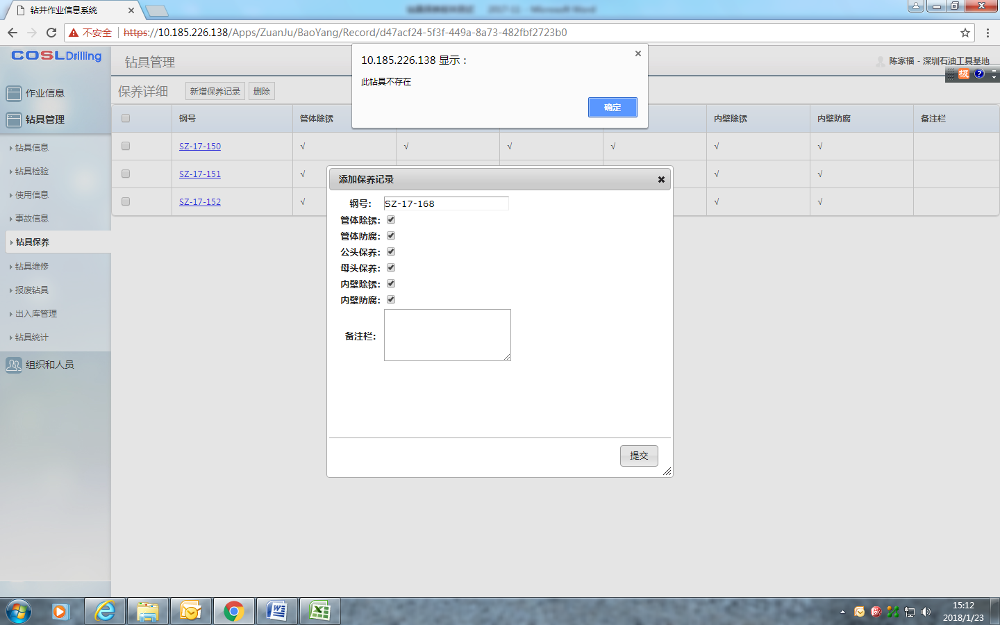 钻井作业信息系统
不安全 https://10.185.226.138/Apps/ZuanJu/BaoYang/Record/d47acf24-5f3f-449a-8a73-482fbf2723b0
COSLDrilling
钻具管理
陈家福 - 深圳石油工具基地
10.185.226.138 显示：
此钻具不存在
确定
作业信息
钻具管理
钻具信息
钻具检验
使用信息
事故信息
钻具保养
钻具维修
报废钻具
出入库管理
钻具统计
组织和人员
保养详细 新增保养记录 删除
钢号 管体除锈 内壁除锈 内壁防腐 备注栏
SZ-17-150 √ √ √ √ √ √
SZ-17-151 √ √ √
SZ-17-152 √ √ √
添加保养记录
钢号: SZ-17-168
管体除锈:
管体防腐:
公头保养:
母头保养:
内壁除锈:
内壁防腐:
备注栏:
提交
极
15:12
2018/1/23